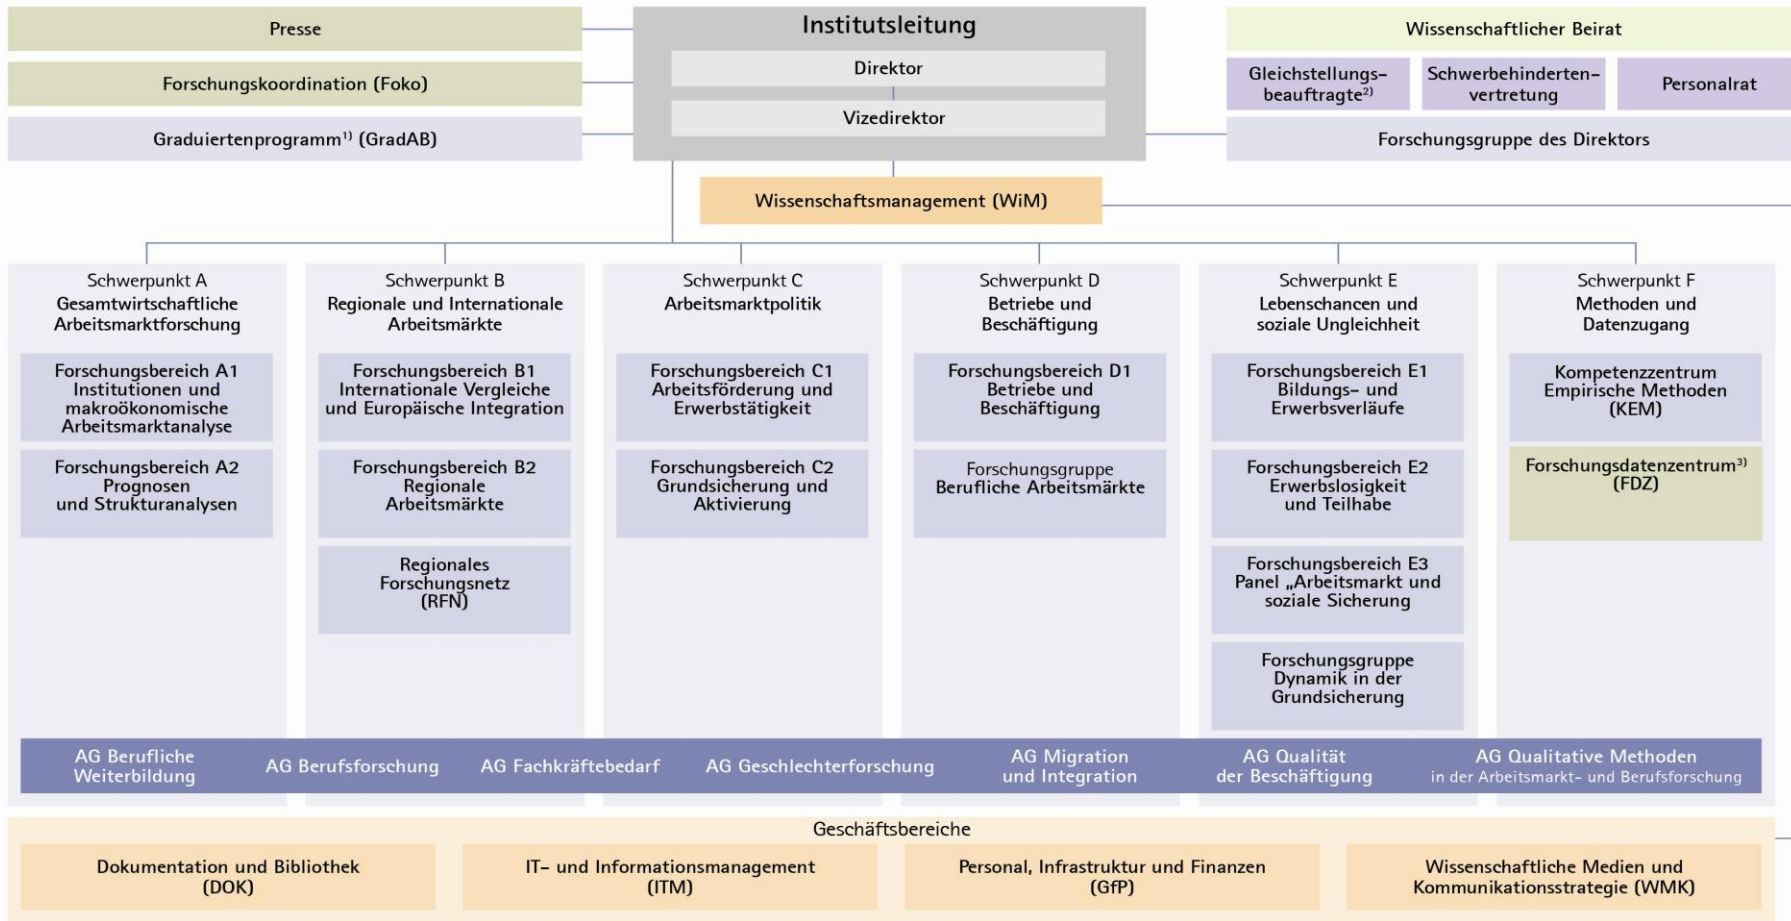 Presse
Forschungskoordination (Foko)
Graduiertenprogramm¹⁾ (GradAB)
Institutsleitung
Direktor
Vizedirektor
Wissenschaftlicher Beirat
Gleichstellungs-
beauftragte²⁾
Schwerbehinderten-
vertretung
Personalrat
Forschungsgruppe des Direktors
Wissenschaftsmanagement (WiM)
Schwerpunkt A
Gesamtwirtschaftliche
Arbeitsmarktforschung
Forschungsbereich A1
Institutionen und
makroökonomische
Arbeitsmarktanalyse
Forschungsbereich A2
Prognosen
und Strukturanalysen
Schwerpunkt B
Regionale und Internationale
Arbeitsmärkte
Forschungsbereich B1
Internationale Vergleiche
und Europäische Integration
Forschungsbereich B2
Regionale
Arbeitsmärkte
Regionales
Forschungsnetz
(RFN)
Schwerpunkt C
Arbeitsmarktpolitik
Forschungsbereich C1
Arbeitsförderung und
Erwerbstätigkeit
Forschungsbereich C2
Grundsicherung und
Aktivierung
Schwerpunkt D
Betriebe und
Beschäftigung
Forschungsbereich D1
Betriebe und
Beschäftigung
Forschungsgruppe
Berufliche Arbeitsmärkte
Schwerpunkt E
Lebenschancen und
soziale Ungleichheit
Forschungsbereich E1
Bildungs- und
Erwerbsverläufe
Forschungsbereich E2
Erwerbslosigkeit
und Teilhabe
Forschungsbereich E3
Panel „Arbeitsmarkt und
soziale Sicherung
Forschungsgruppe
Dynamik in der
Grundsicherung
Schwerpunkt F
Methoden und
Datenzugang
Kompetenzzentrum
Empirische Methoden
(KEM)
Forschungsdatenzentrum³⁾
(FDZ)
AG Berufliche
Weiterbildung
AG Berufsforschung
AG Fachkräftebedarf
AG Geschlechterforschung
AG Migration
und Integration
AG Qualität
der Beschäftigung
AG Qualitative Methoden
in der Arbeitsmarkt- und Berufsforschung
Geschäftsbereiche
Dokumentation und Bibliothek
(DOK)
IT- und Informationsmanagement
(ITM)
Personal, Infrastruktur und Finanzen
(GfP)
Wissenschaftliche Medien und
Kommunikationsstrategie (WMK)